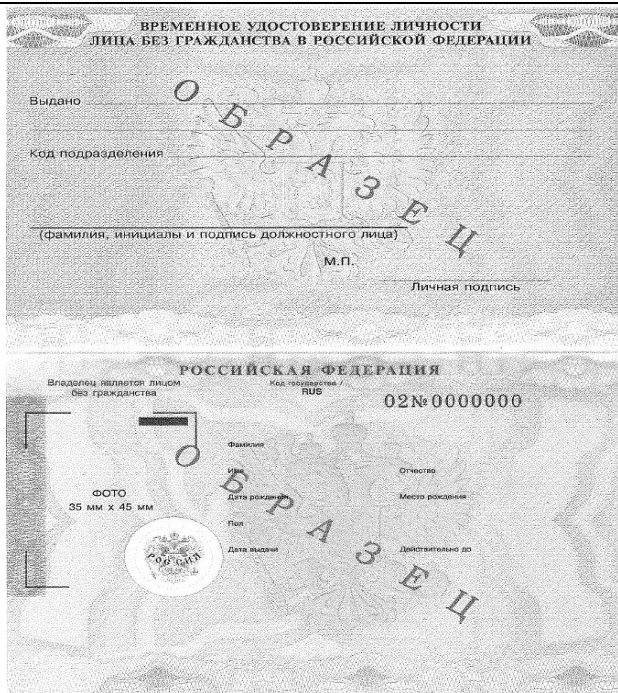 ВРЕМЕННОЕ УДОСТОВЕРЕНИЕ ЛИЧНОСТИ
ЛИЦА БЕЗ ГРАЖДАНСТВА В РОССИЙСКОЙ ФЕДЕРАЦИИ
Выдано
ОБРАЗЕЦ
Код подразделения
(фамилия, инициалы и подпись должностного лица)
М.П.
Личная подпись
РОССИЙСКАЯ ФЕДЕРАЦИЯ
Владелец является лицом
без гражданства
Код государства /
RUS
02№0000000
ОБРАЗЕЦ
Фамилия
Имя Отчество
ФОТО
35 мм х 45 мм
Дата рождения Место рождения
Пол
РОССИЯ
Дата выдачи Действительно до